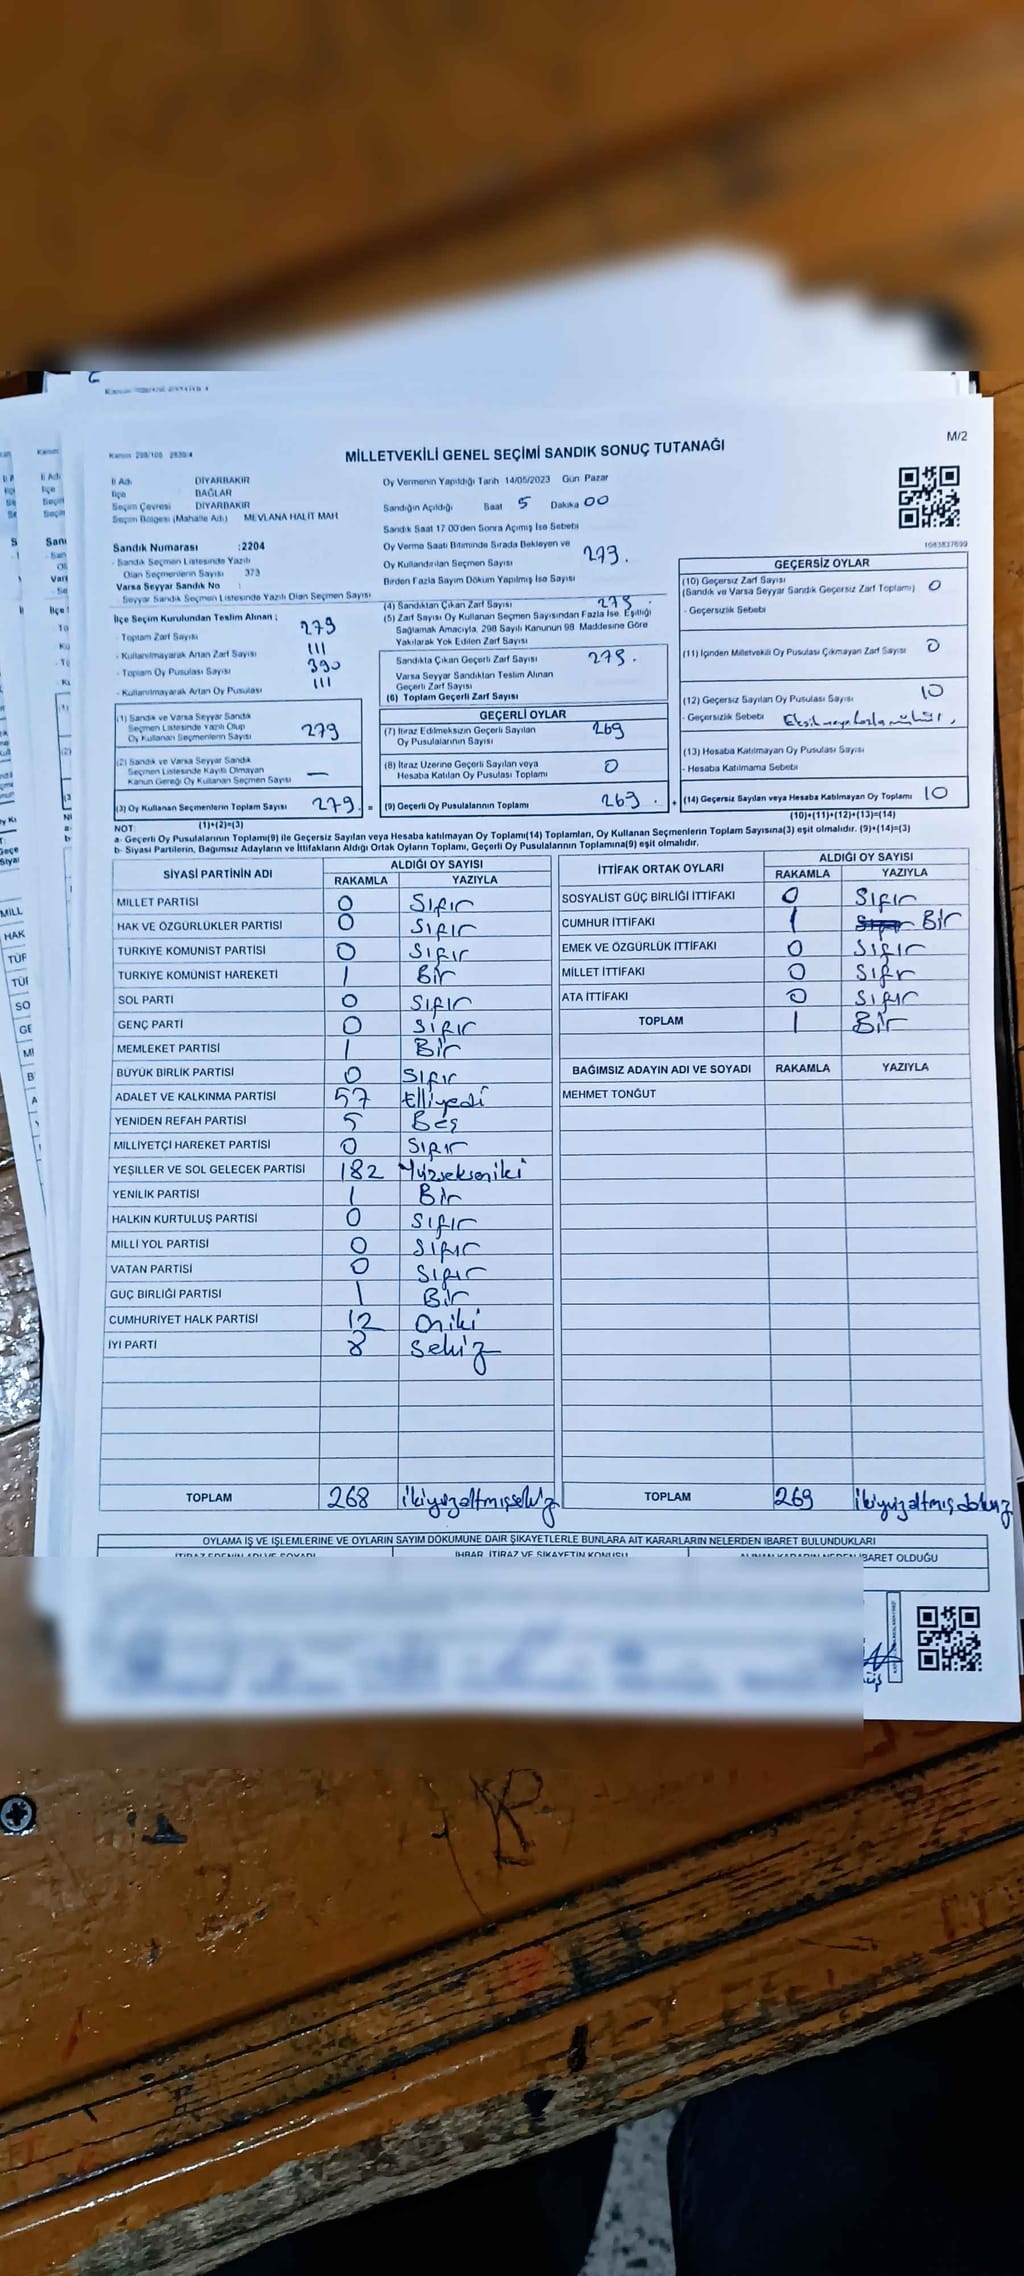 MİLLETVEKİLİ GENEL SEÇİMİ SANDIK SONUÇ TUTANAĞI
M/2
İl Adı DİYARBAKIR
İlçe BAĞLAR
Seçim Çevresi DİYARBAKIR
Seçim Bölgesi (Mahalle Adı) MEVLANA HALİT MAH
Oy Vermenin Yapıldığı Tarih 14/05/2023 Gün Pazar
Sandığın Açıldığı Saat 5 Dakika 00
Sandık Saat 17.00'den Sonra Açılmış İse Sebebi
Oy Verme Saati Bitiminde Sırada Bekleyen ve
Oy Kullandırılan Seçmen Sayısı 279.
Birden Fazla Sayım Döküm Yapılmış İse Sayısı
1083837699
Sandık Numarası :2204
- Sandık Seçmen Listesinde Yazılı
Olan Seçmenlerin Sayısı 373
Varsa Seyyar Sandık No :
- Seyyar Sandık Seçmen Listesinde Yazılı Olan Seçmen Sayısı
İlçe Seçim Kurulundan Teslim Alınan :
- Toplam Zarf Sayısı 279
- Kullanılmayarak Artan Zarf Sayısı 111
- Toplam Oy Pusulası Sayısı 390
- Kullanılmayarak Artan Oy Pusulası 111
(4) Sandıktan Çıkan Zarf Sayısı 279.
(5) Zarf Sayısı Oy Kullanan Seçmen Sayısından Fazla İse, Eşitliği
Sağlamak Amacıyla, 298 Sayılı Kanunun 98. Maddesine Göre
Yakılarak Yok Edilen Zarf Sayısı
Sandıkta Çıkan Geçerli Zarf Sayısı 279.
Varsa Seyyar Sandıktan Teslim Alınan
Geçerli Zarf Sayısı
(6) Toplam Geçerli Zarf Sayısı
GEÇERSİZ OYLAR
(10) Geçersiz Zarf Sayısı
(Sandık ve Varsa Seyyar Sandık Geçersiz Zarf Toplamı) 0
- Geçersizlik Sebebi
(11) İçinden Milletvekili Oy Pusulası Çıkmayan Zarf Sayısı 0
(12) Geçersiz Sayılan Oy Pusulası Sayısı 10
Geçersizlik Sebebi
(13) Hesaba Katılmayan Oy Pusulası Sayısı
- Hesaba Katılmama Sebebi
(14) Geçersiz Sayılan veya Hesaba Katılmayan Oy Toplamı 10
(10)+(11)+(12)+(13)=(14)
(1) Sandık ve Varsa Seyyar Sandık
Seçmen Listesinde Yazılı Olup
Oy Kullanan Seçmenlerin Sayısı 279
(2) Sandık ve Varsa Seyyar Sandık
Seçmen Listesinde Kayıtlı Olmayan
Kanun Gereği Oy Kullanan Seçmen Sayısı —
(3) Oy Kullanan Seçmenlerin Toplam Sayısı 279. =
(1)+(2)=(3)
GEÇERLİ OYLAR
(7) İtiraz Edilmeksizin Geçerli Sayılan
Oy Pusulalarının Sayısı 269
(8) İtiraz Üzerine Geçerli Sayılan veya
Hesaba Katılan Oy Pusulası Toplamı 0
(9) Geçerli Oy Pusulalarının Toplamı 269. +
NOT:
a- Geçerli Oy Pusulalarının Toplamı(9) ile Geçersiz Sayılan veya Hesaba katılmayan Oy Toplamı(14) Toplamları, Oy Kullanan Seçmenlerin Toplam Sayısına(3) eşit olmalıdır. (9)+(14)=(3)
b- Siyasi Partilerin, Bağımsız Adayların ve İttifakların Aldığı Ortak Oyların Toplamı, Geçerli Oy Pusulalarının Toplamına(9) eşit olmalıdır.
SİYASİ PARTİNİN ADI ALDIĞI OY SAYISI
RAKAMLA YAZIYLA
MİLLET PARTİSİ 0 Sıfır
HAK VE ÖZGÜRLÜKLER PARTİSİ 0 Sıfır
TÜRKİYE KOMÜNİST PARTİSİ 0 Sıfır
TÜRKİYE KOMÜNİST HAREKETİ 1 Bir
SOL PARTİ 0 Sıfır
GENÇ PARTİ 0 Sıfır
MEMLEKET PARTİSİ 1 Bir
BÜYÜK BİRLİK PARTİSİ 0 Sıfır
ADALET VE KALKINMA PARTİSİ 57 Elliyedi
YENİDEN REFAH PARTİSİ 5 Beş
MİLLİYETÇİ HAREKET PARTİSİ 0 Sıfır
YEŞİLLER VE SOL GELECEK PARTİSİ 182 Yüzsekseniki
YENİLİK PARTİSİ 1 Bir
HALKIN KURTULUŞ PARTİSİ 0 Sıfır
MİLLİ YOL PARTİSİ 0 Sıfır
VATAN PARTİSİ 0 Sıfır
GÜÇ BİRLİĞİ PARTİSİ 1 Bir
CUMHURİYET HALK PARTİSİ 12 Oniki
İYİ PARTİ 8 Sekiz
TOPLAM 268 ikiyüzaltmışsekiz
İTTİFAK ORTAK OYLARI ALDIĞI OY SAYISI
RAKAMLA YAZIYLA
SOSYALİST GÜÇ BİRLİĞİ İTTİFAKI 0 Sıfır
CUMHUR İTTİFAKI 1 Bir
EMEK VE ÖZGÜRLÜK İTTİFAKI 0 Sıfır
MİLLET İTTİFAKI 0 Sıfır
ATA İTTİFAKI 0 Sıfır
TOPLAM 1 Bir
BAĞIMSIZ ADAYIN ADI VE SOYADI RAKAMLA YAZIYLA
MEHMET TONĞUT
TOPLAM 269 ikiyüzaltmışdokuz
OYLAMA İŞ VE İŞLEMLERİNE VE OYLARIN SAYIM DÖKÜMÜNE DAİR ŞİKAYETLERLE BUNLARA AİT KARARLARIN NELERDEN İBARET BULUNDUKLARI
İTİRAZ EDENİN ADI VE SOYADI İHBAR, İTİRAZ VE ŞİKAYETİN KONUSU ALINAN KARARIN NEDEN İBARET OLDUĞU